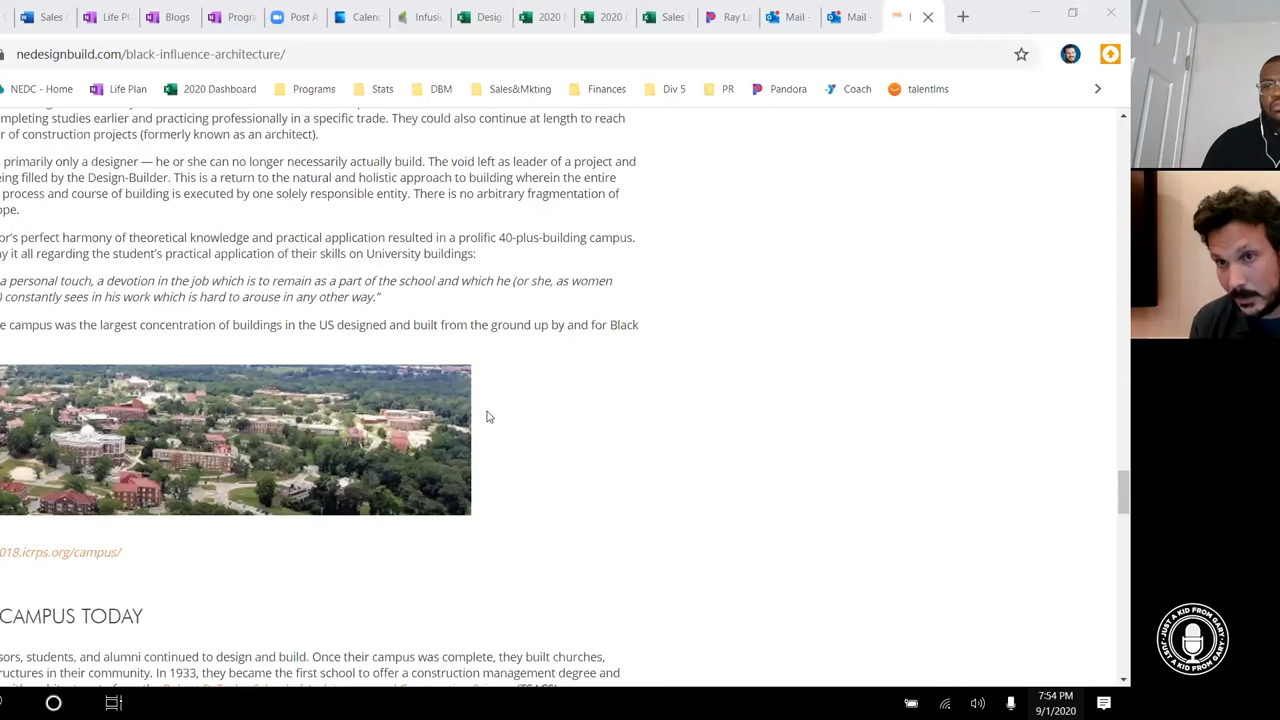 Sales I
Life Pl
Blogs
Progra
Post A
Calend
Infusio
Desig
2020 M
2020 D
Sales I
Ray La
Mail -
Mail -
nedesignbuild.com/black-influence-architecture/
NEDC - Home
Life Plan
2020 Dashboard
Programs
Stats
DBM
Sales&Mkting
Finances
Div 5
PR
Pandora
Coach
talentlms
mpleting studies earlier and practicing professionally in a specific trade. They could also continue at length to reach
r of construction projects (formerly known as an architect).
primarily only a designer — he or she can no longer necessarily actually build. The void left as leader of a project and
eing filled by the Design-Builder. This is a return to the natural and holistic approach to building wherein the entire
process and course of building is executed by one solely responsible entity. There is no arbitrary fragmentation of
ope.
or's perfect harmony of theoretical knowledge and practical application resulted in a prolific 40-plus-building campus.
y it all regarding the student's practical application of their skills on University buildings:
a personal touch, a devotion in the job which is to remain as a part of the school and which he (or she, as women
) constantly sees in his work which is hard to arouse in any other way."
e campus was the largest concentration of buildings in the US designed and built from the ground up by and for Black
018.icrps.org/campus/
CAMPUS TODAY
sors, students, and alumni continued to design and build. Once their campus was complete, they built churches,
tructures in their community. In 1933, they became the first school to offer a construction management degree and
JUST A KID FROM GARY
JUST A KID FROM GARY
7:54 PM
9/1/2020